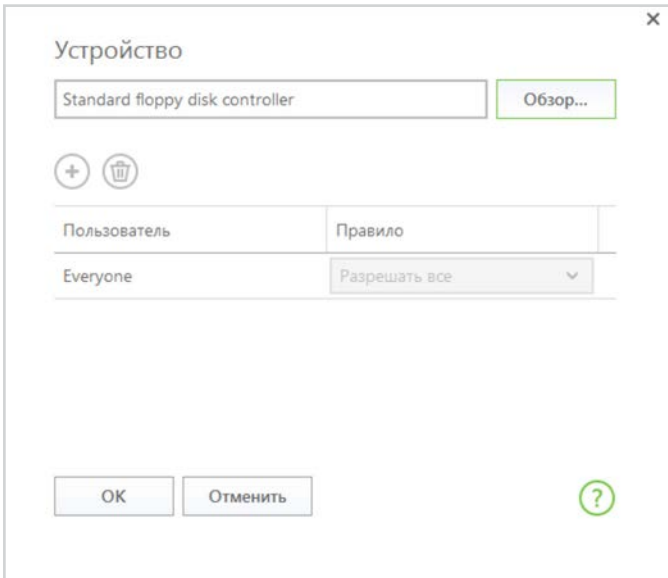 Устройство
Standard floppy disk controller
Обзор...
Пользователь Правило
Everyone Разрешать все
OK Отменить
?